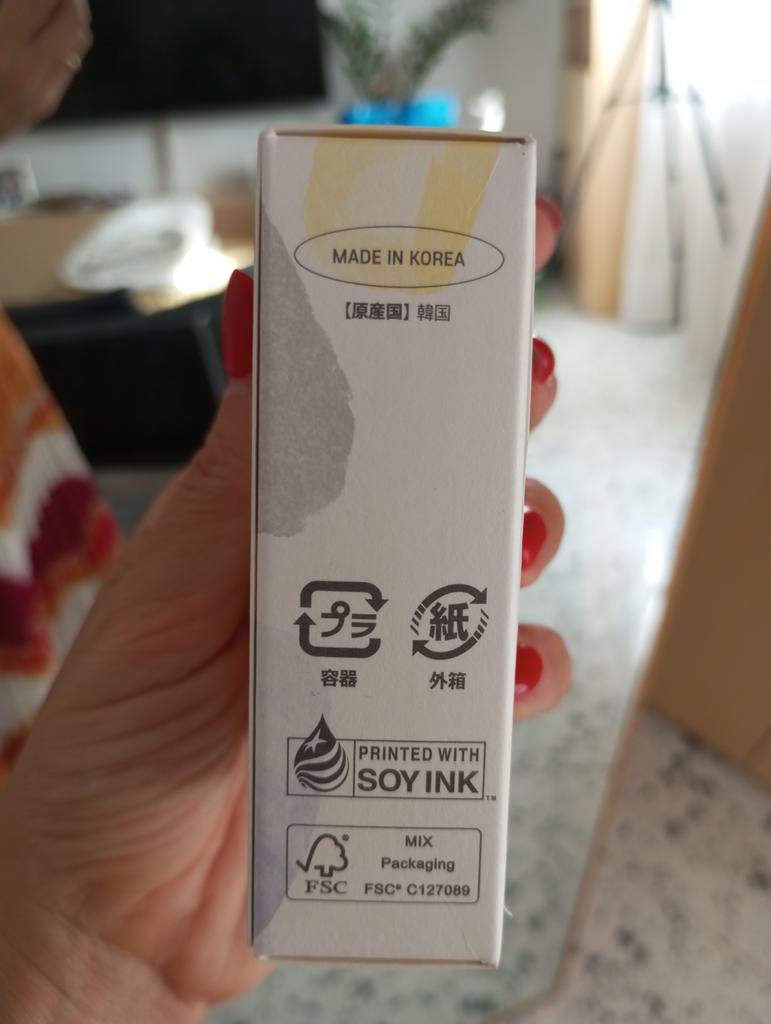 MADE IN KOREA
【原産国】韓国
プラ
紙
容器
外箱
PRINTED WITH
SOY INK™
FSC®
MIX
Packaging
FSC® C127089